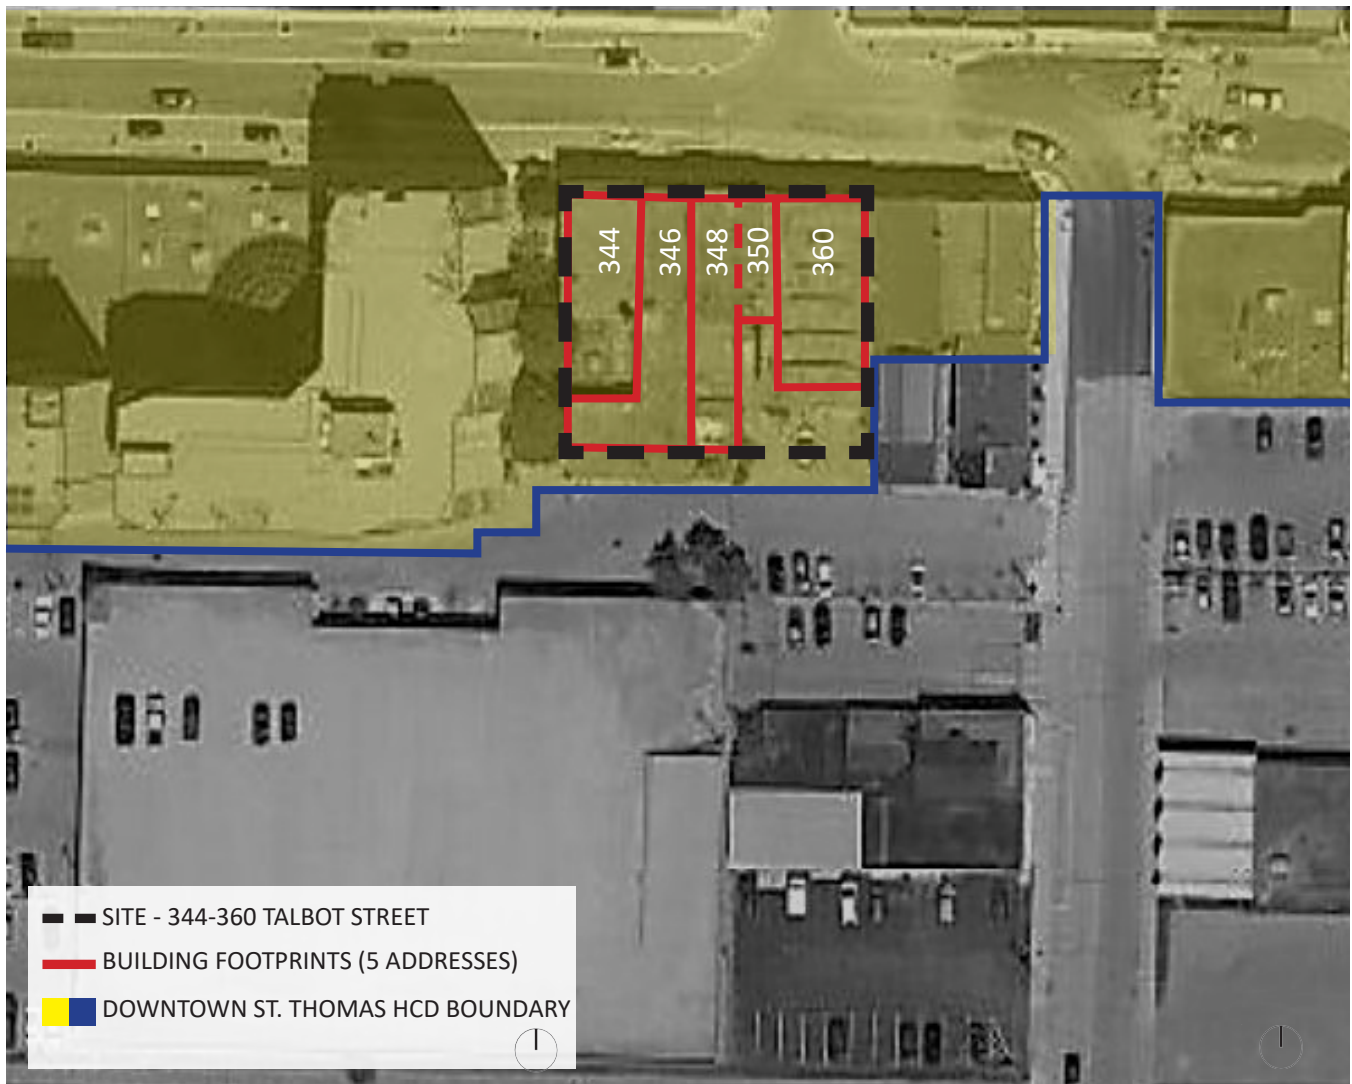 344
346
348
350
360
SITE - 344-360 TALBOT STREET
BUILDING FOOTPRINTS (5 ADDRESSES)
DOWNTOWN ST. THOMAS HCD BOUNDARY